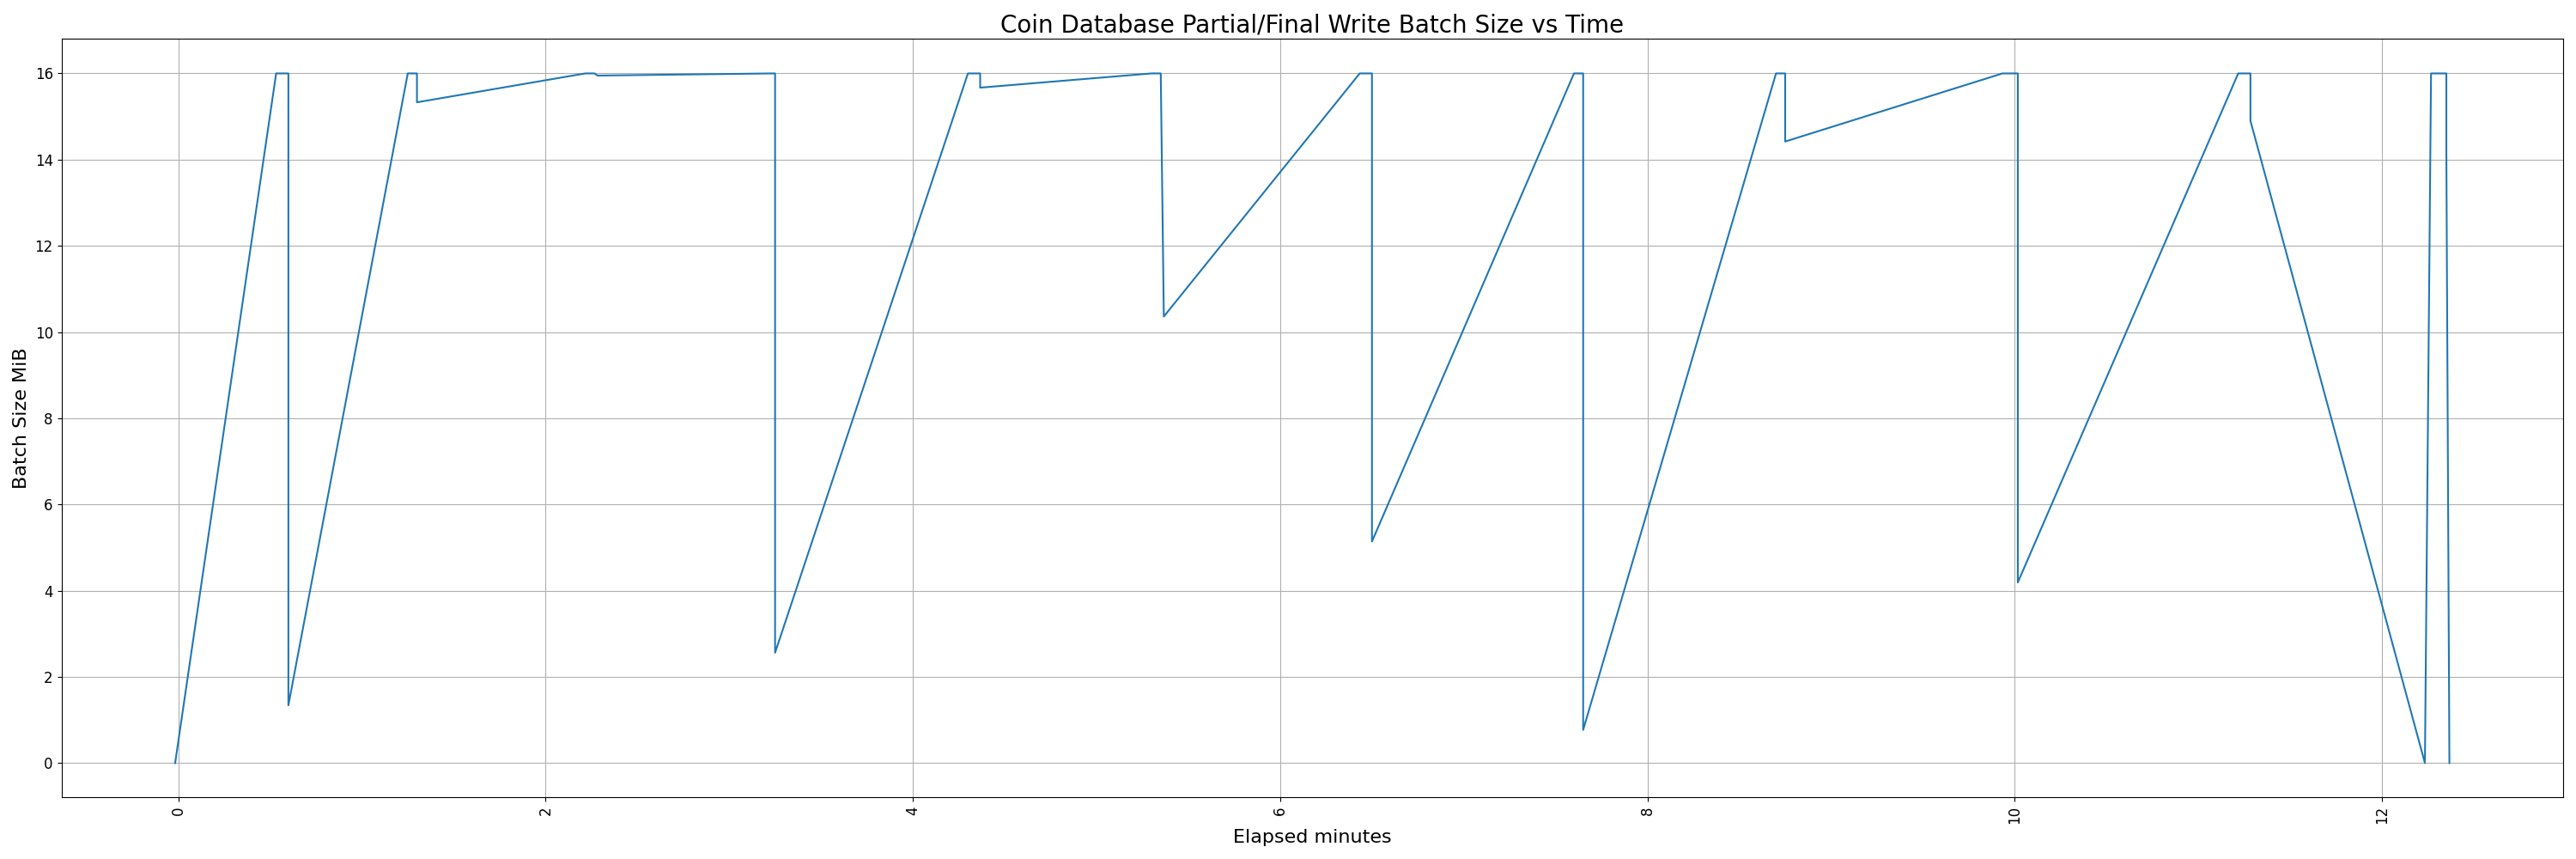 Coin Database Partial/Final Write Batch Size vs Time
Batch Size MiB
16
14
12
10
8
6
4
2
0
0 2 4 6 8 10 12
Elapsed minutes